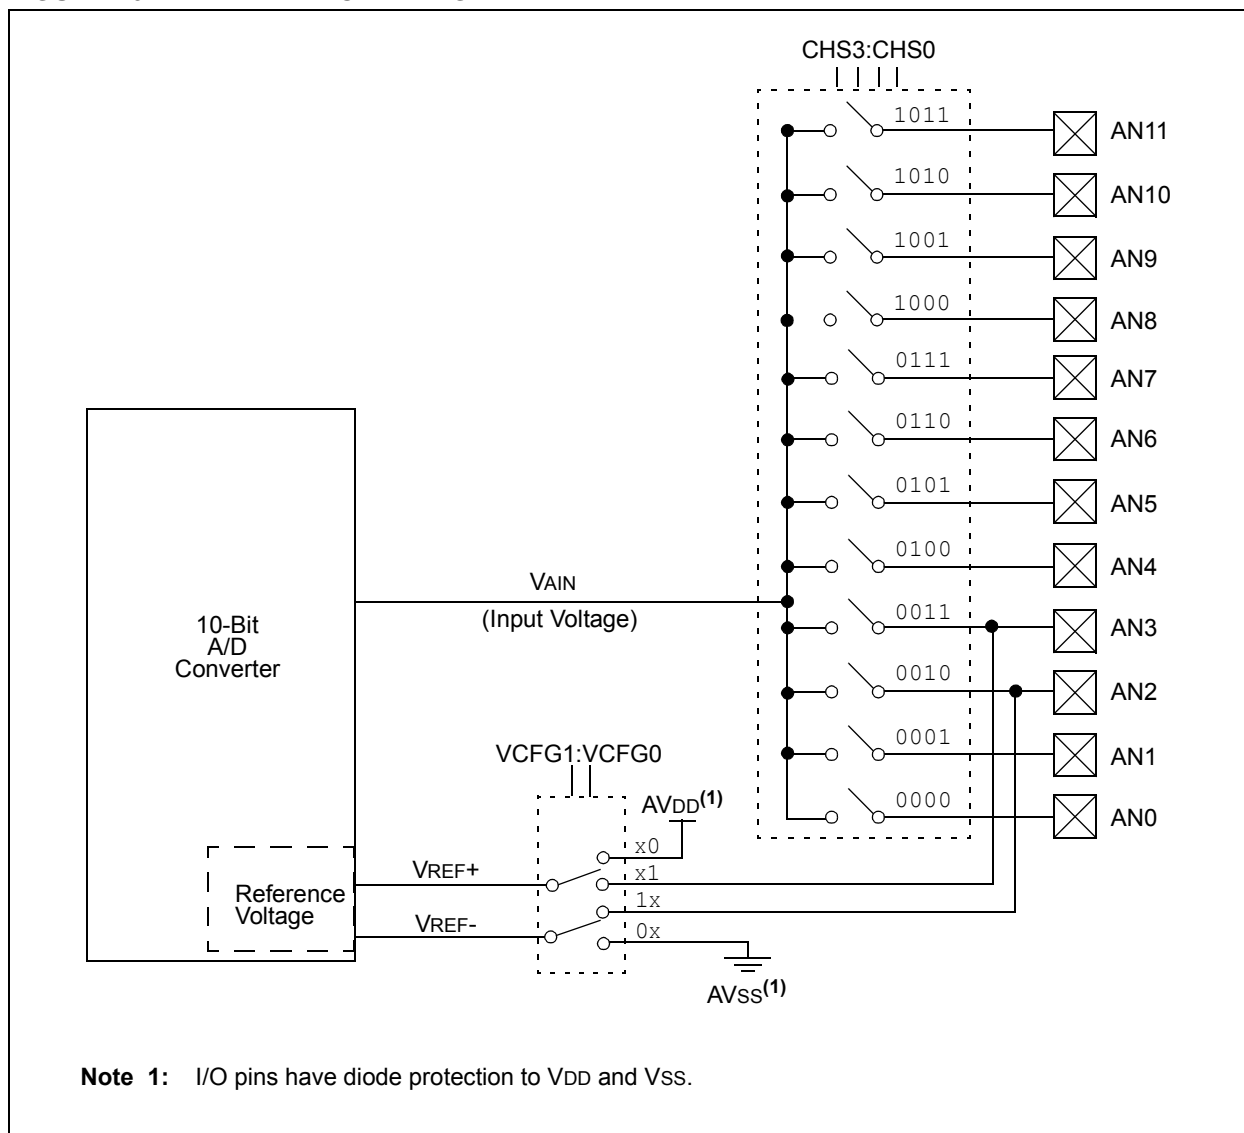 CHS3:CHS0
1011
AN11
1010
AN10
1001
AN9
1000
AN8
0111
AN7
0110
AN6
0101
AN5
0100
AN4
VAIN
(Input Voltage)
0011
AN3
10-Bit
A/D
Converter
0010
AN2
0001
AN1
VCFG1:VCFG0
0000
AN0
AVDD(1)
x0
VREF+
x1
Reference
Voltage
1x
VREF-
0x
AVSS(1)
Note 1: I/O pins have diode protection to VDD and VSS.